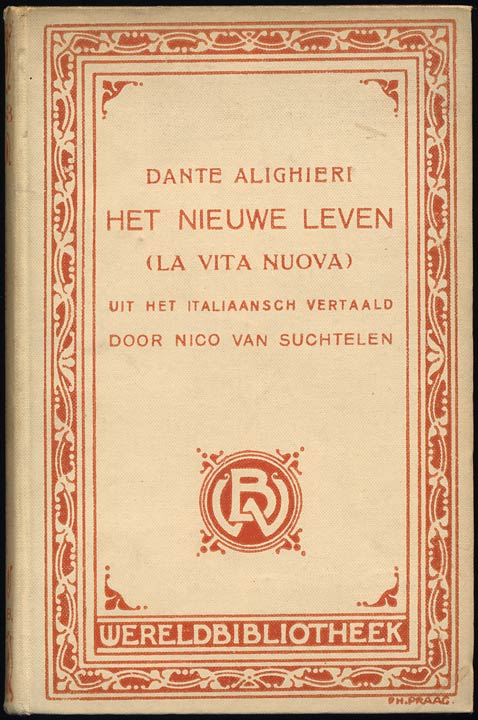 DANTE ALIGHIERI
HET NIEUWE LEVEN
(LA VITA NUOVA)
UIT HET ITALIAANSCH VERTAALD
DOOR NICO VAN SUCHTELEN
WB
WERELDBIBLIOTHEEK
PH. PRAAG.